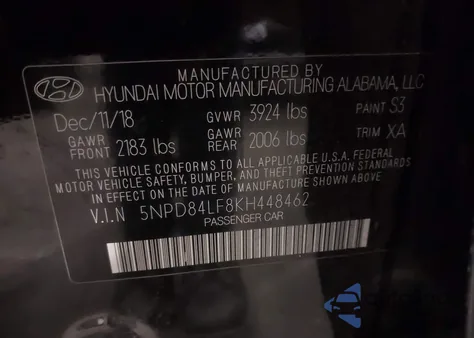 MANUFACTURED BY
HYUNDAI MOTOR MANUFACTURING ALABAMA, LLC
Dec/11/18 GVWR 3924 lbs PAINT S3
GAWR FRONT 2183 lbs GAWR REAR 2006 lbs TRIM XA
THIS VEHICLE CONFORMS TO ALL APPLICABLE U.S.A. FEDERAL
MOTOR VEHICLE SAFETY, BUMPER, AND THEFT PREVENTION STANDARDS
IN EFFECT ON THE DATE OF MANUFACTURE SHOWN ABOVE.
V.I.N 5NPD84LF8KH448462
PASSENGER CAR